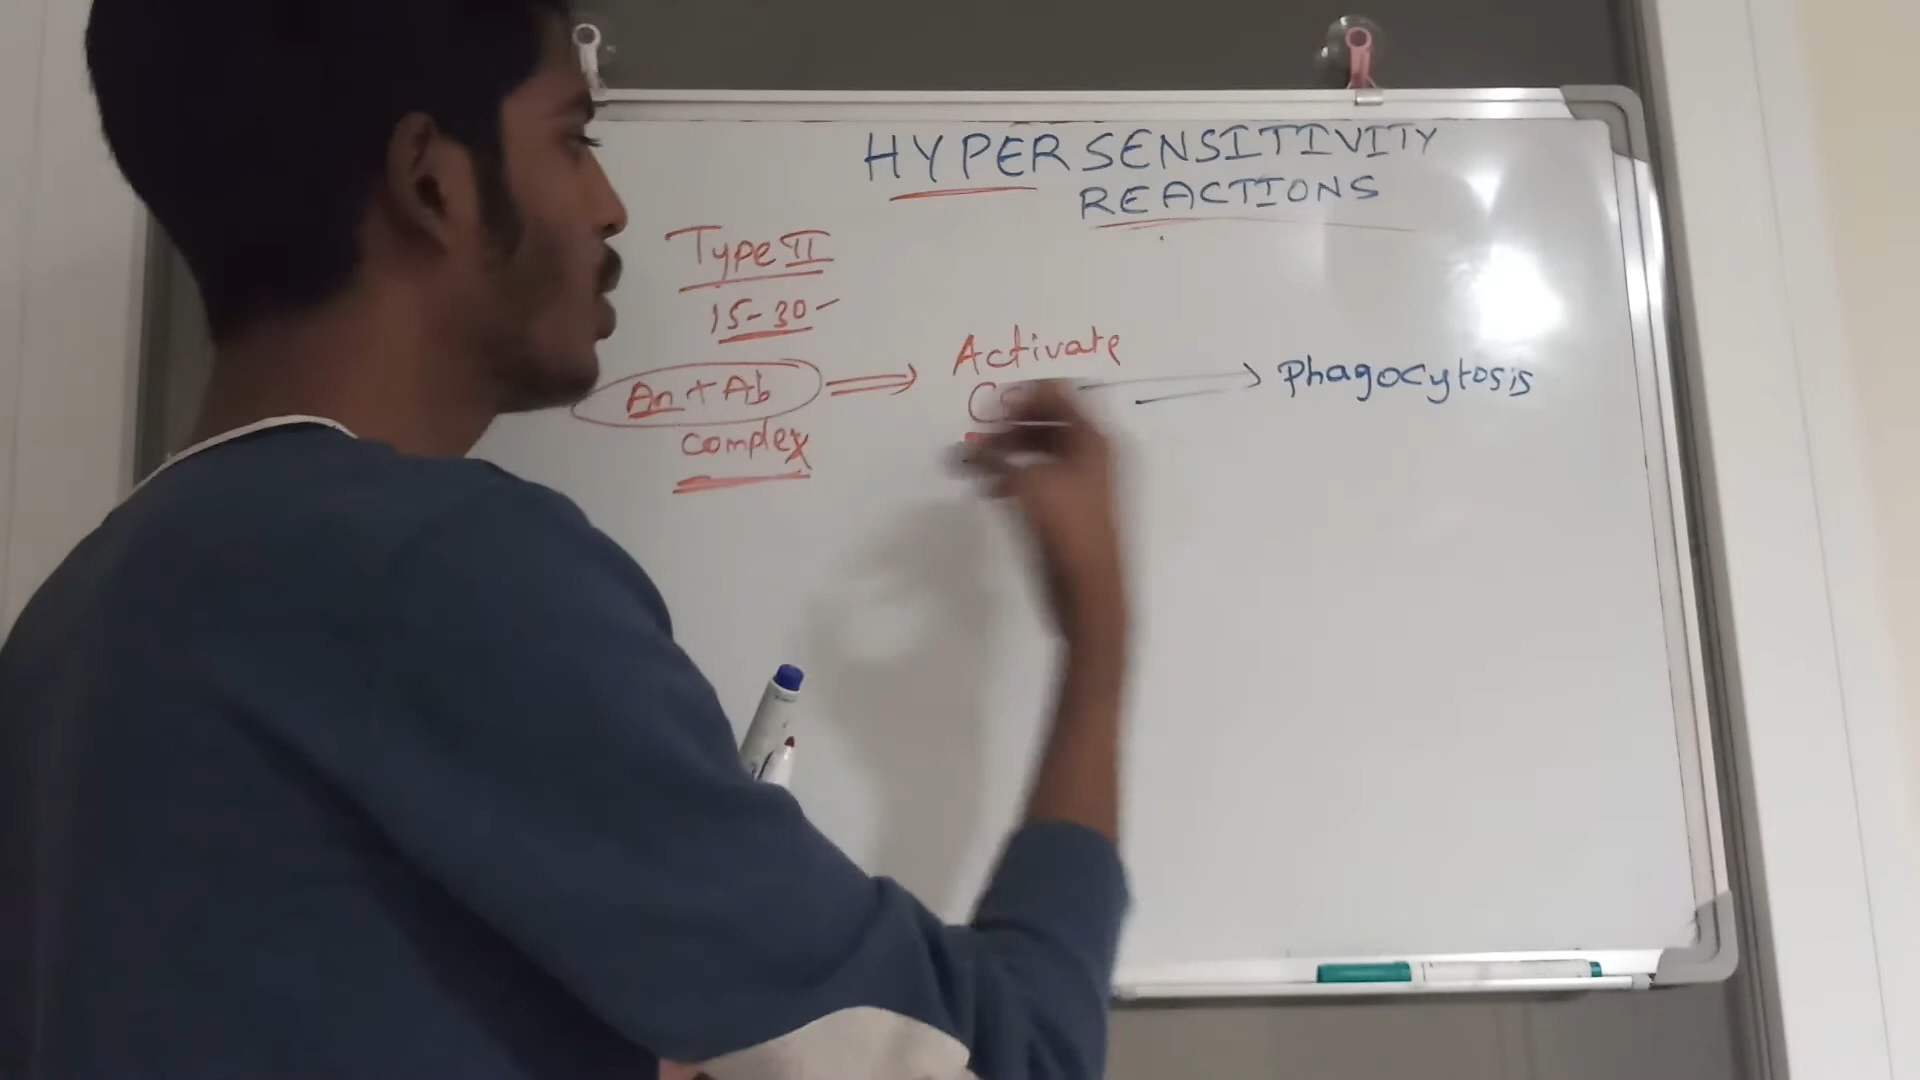 HYPERSENSITIVITY
REACTIONS
Type II
15-30-
An + Ab
complex
Activate
Phagocytosis